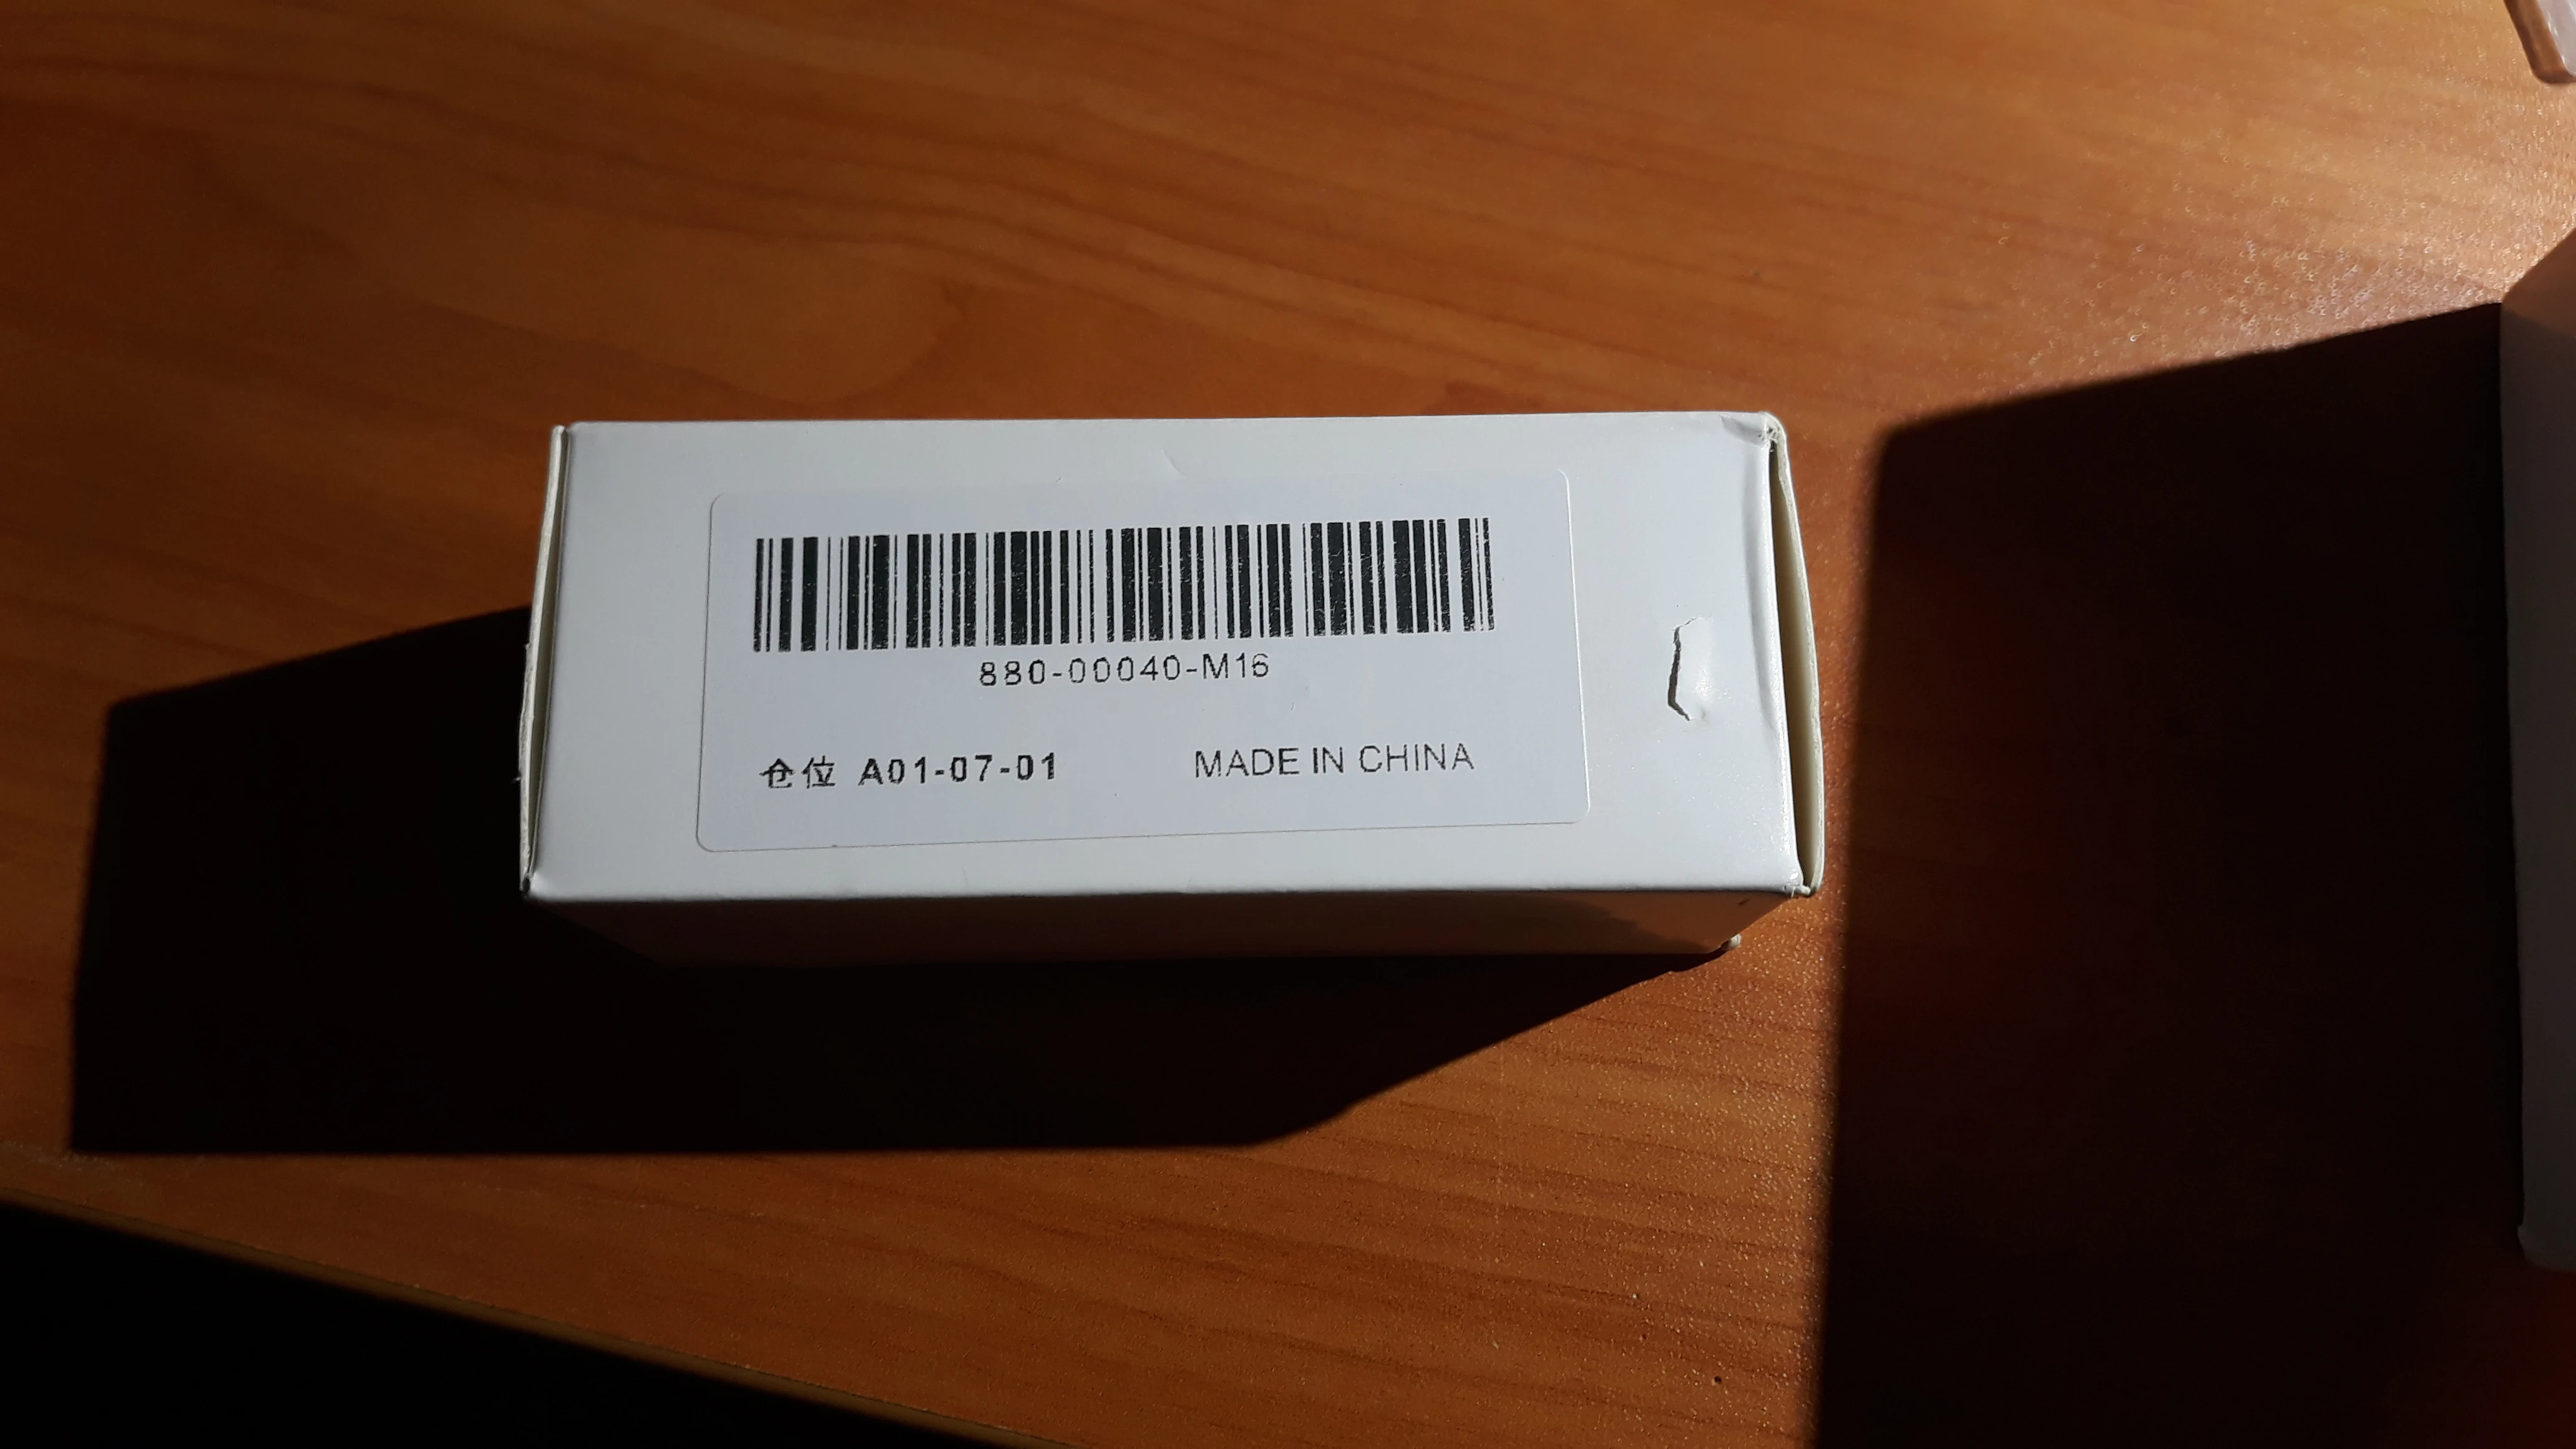 880-00040-M16
仓位 A01-07-01 MADE IN CHINA